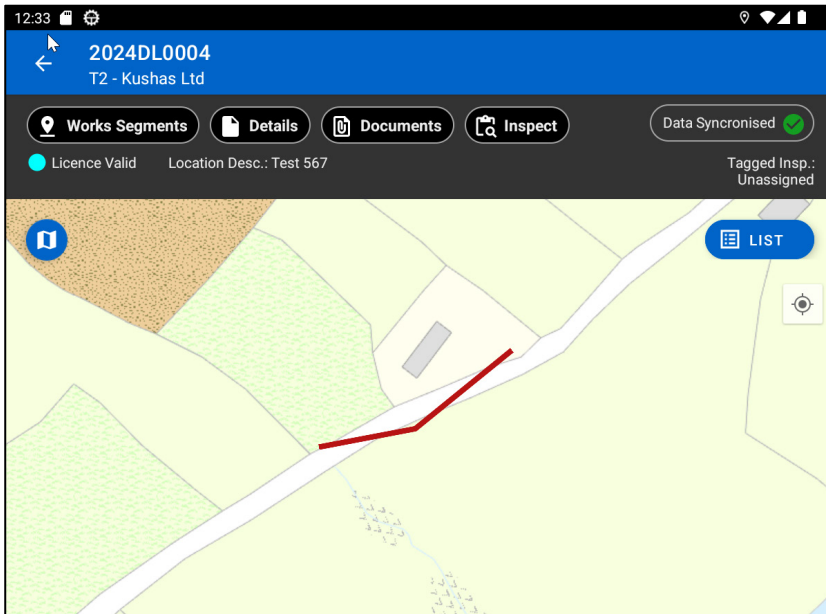 12:33
2024DL0004
T2 - Kushas Ltd
Works Segments Details Documents Inspect Data Syncronised
Licence Valid Location Desc.: Test 567 Tagged Insp.:
Unassigned
LIST